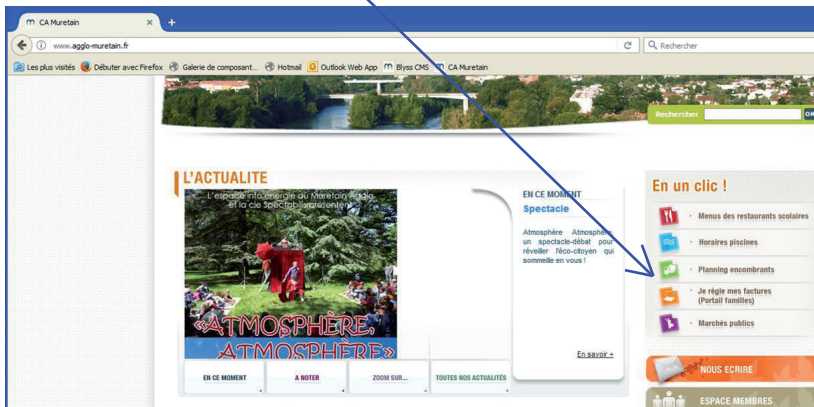 CA Muretain
www.agglo-muretain.fr
Rechercher
Les plus visités
Débuter avec Firefox
Galerie de composant...
Hotmail
Outlook Web App
Blyss CMS
CA Muretain
Rechercher
OK
L'ACTUALITE
L'espace info énergie du Muretain Agglo
et la cie Spectabilis présentent
«ATMOSPHÈRE,
ATMOSPHÈRE»
EN CE MOMENT
Spectacle
Atmosphère Atmosphère,
un spectacle-débat pour
réveiller l'éco-citoyen qui
sommeille en vous !
En savoir +
EN CE MOMENT
A NOTER
ZOOM SUR...
TOUTES NOS ACTUALITÉS
En un clic !
Menus des restaurants scolaires
Horaires piscines
Planning encombrants
Je règle mes factures
(Portail familles)
Marchés publics
NOUS ECRIRE
ESPACE MEMBRES